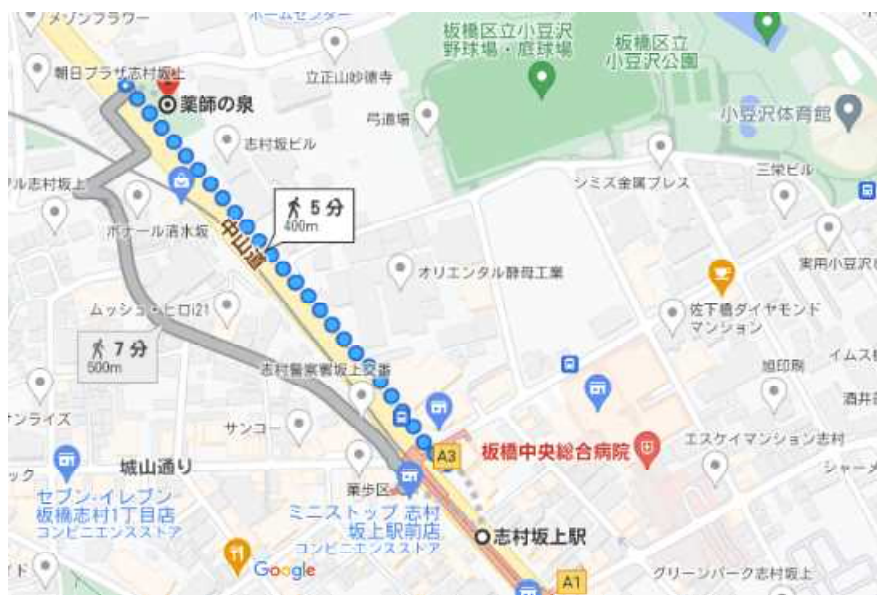 メゾンフラワー
ホームセンター
板橋区立小豆沢
野球場・庭球場
板橋区立
小豆沢公園
朝日プラザ志村坂上
立正山妙徳寺
薬師の泉
弓道場
小豆沢体育館
志村坂ビル
シミズ金属プレス
三栄ビル
アル志村坂上
5 分
400m
ボナール清水坂
中山道
実用小豆沢
オリエンタル酵母工業
ムッシュ・ヒロi21
佐下橋ダイヤモンド
マンション
7 分
500m
志村警察署坂上交番
旭印刷
イムス板
サンライズ
酒井
サンコー
A3
板橋中央総合病院
エスケイマンション志村
ック
城山通り
シャーメ
セブン-イレブン
板橋志村1丁目店
コンビニエンスストア
薬歩区
ミニストップ 志村
坂上駅前店
コンビニエンスストア
志村坂上駅
イド
Google
A1
グリーンパーク志村坂上